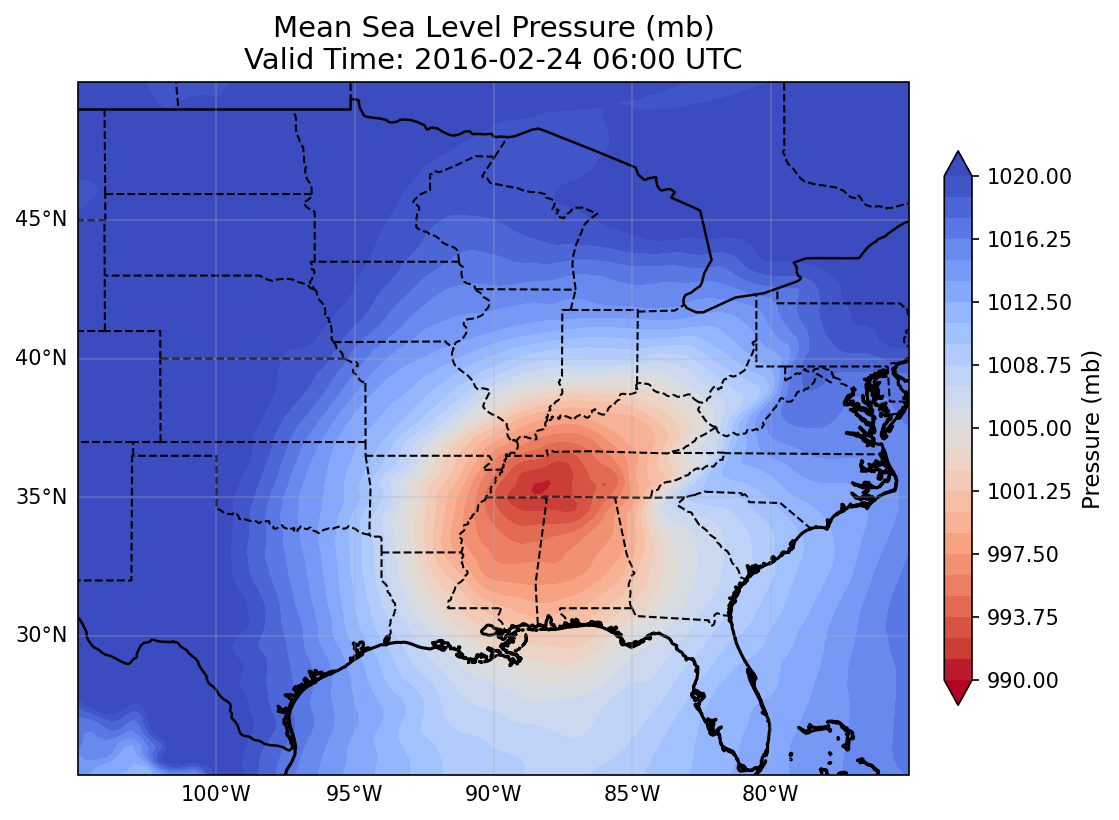 Mean Sea Level Pressure (mb)
Valid Time: 2016-02-24 06:00 UTC
45°N
40°N
35°N
30°N
100°W
95°W
90°W
85°W
80°W
1020.00
1016.25
1012.50
1008.75
1005.00
1001.25
997.50
993.75
990.00
Pressure (mb)